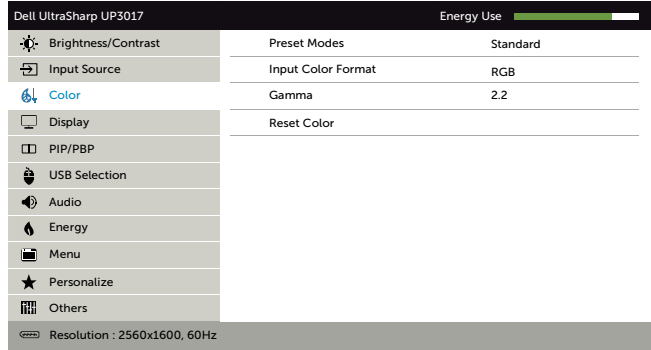 Dell UltraSharp UP3017 Energy Use
Brightness/Contrast Preset Modes Standard
Input Source Input Color Format RGB
Color Gamma 2.2
Display Reset Color
PIP/PBP
USB Selection
Audio
Energy
Menu
Personalize
Others
Resolution : 2560x1600, 60Hz